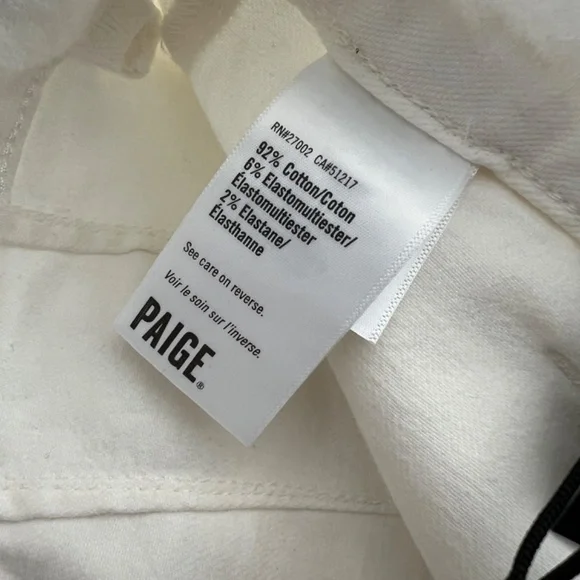 RN#27002 CA#51217
92% Cotton/Coton
6% Elastomultiester/
Élastomultiester
2% Elastane/
Élasthanne
See care on reverse.
Voir le soin sur l'inverse.
PAIGE®